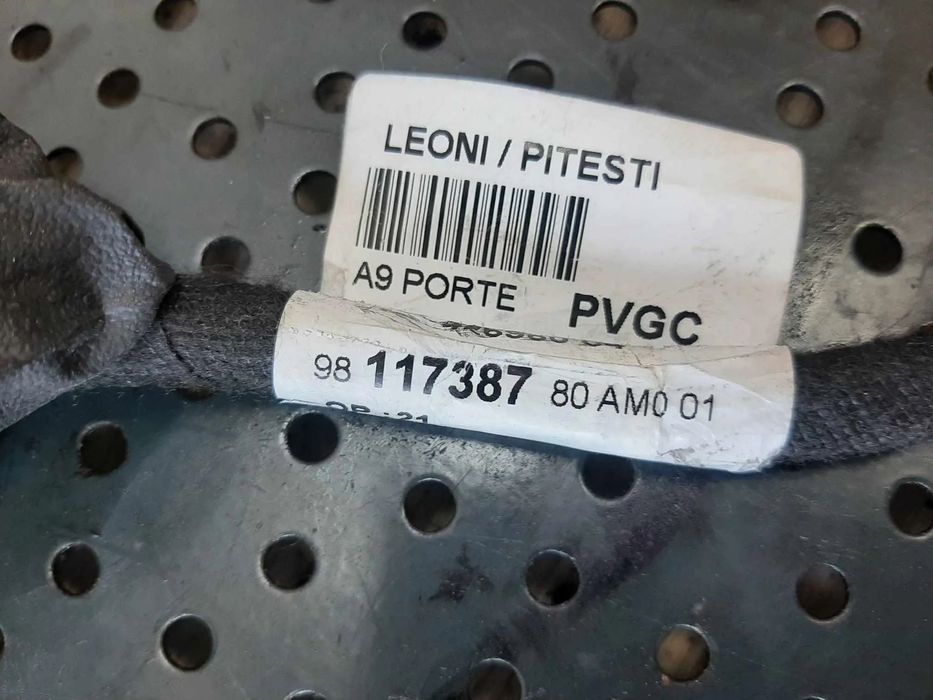 LEONI / PITESTI
A9 PORTE PVGC
98 117387 80 AM0 01